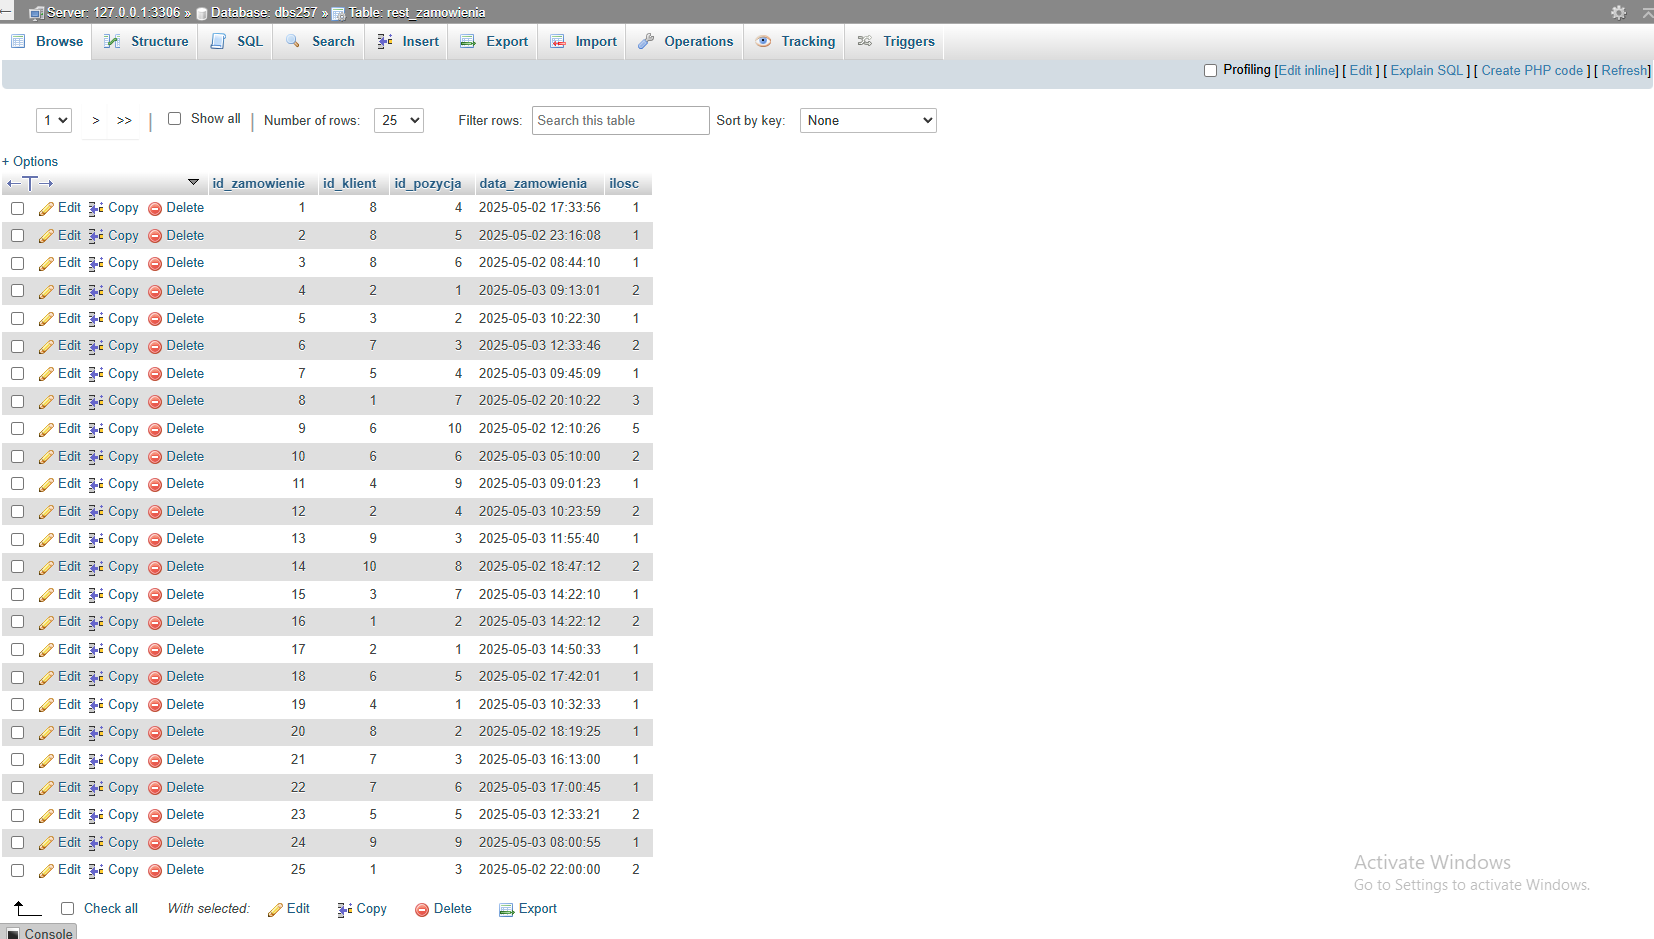 Server: 127.0.0.1:3306 » Database: dbs257 » Table: rest_zamowienia
Browse Structure SQL Search Insert Export Import Operations Tracking Triggers
Profiling [Edit inline] [ Edit ] [ Explain SQL ] [ Create PHP code ] [ Refresh]
1 > >> | Show all | Number of rows: 25 Filter rows: Search this table Sort by key: None
+ Options
←T→ id_zamowienie id_klient id_pozycja data_zamowienia ilosc
Edit Copy Delete 1 8 4 2025-05-02 17:33:56 1
Edit Copy Delete 2 8 5 2025-05-02 23:16:08 1
Edit Copy Delete 3 8 6 2025-05-02 08:44:10 1
Edit Copy Delete 4 2 1 2025-05-03 09:13:01 2
Edit Copy Delete 5 3 2 2025-05-03 10:22:30 1
Edit Copy Delete 6 7 3 2025-05-03 12:33:46 2
Edit Copy Delete 7 5 4 2025-05-03 09:45:09 1
Edit Copy Delete 8 1 7 2025-05-02 20:10:22 3
Edit Copy Delete 9 6 10 2025-05-02 12:10:26 5
Edit Copy Delete 10 6 6 2025-05-03 05:10:00 2
Edit Copy Delete 11 4 9 2025-05-03 09:01:23 1
Edit Copy Delete 12 2 4 2025-05-03 10:23:59 2
Edit Copy Delete 13 9 3 2025-05-03 11:55:40 1
Edit Copy Delete 14 10 8 2025-05-02 18:47:12 2
Edit Copy Delete 15 3 7 2025-05-03 14:22:10 1
Edit Copy Delete 16 1 2 2025-05-03 14:22:12 2
Edit Copy Delete 17 2 1 2025-05-03 14:50:33 1
Edit Copy Delete 18 6 5 2025-05-02 17:42:01 1
Edit Copy Delete 19 4 1 2025-05-03 10:32:33 1
Edit Copy Delete 20 8 2 2025-05-02 18:19:25 1
Edit Copy Delete 21 7 3 2025-05-03 16:13:00 1
Edit Copy Delete 22 7 6 2025-05-03 17:00:45 1
Edit Copy Delete 23 5 5 2025-05-03 12:33:21 2
Edit Copy Delete 24 9 9 2025-05-03 08:00:55 1
Edit Copy Delete 25 1 3 2025-05-02 22:00:00 2
Check all With selected: Edit Copy Delete Export
Console
Activate Windows
Go to Settings to activate Windows.